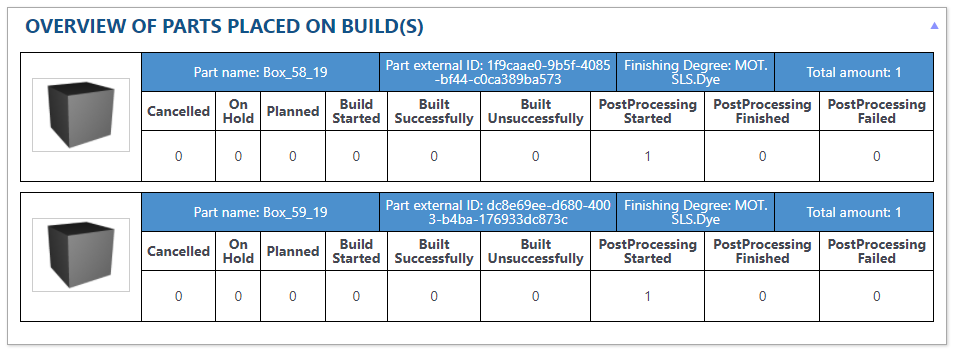 OVERVIEW OF PARTS PLACED ON BUILD(S)
Part name: Box_58_19
Part external ID: 1f9caae0-9b5f-4085
-bf44-c0ca389ba573
Finishing Degree: MOT.
SLS.Dye
Total amount: 1
Cancelled
On
Hold
Planned
Build
Started
Built
Successfully
Built
Unsuccessfully
PostProcessing
Started
PostProcessing
Finished
PostProcessing
Failed
0 0 0 0 0 0 1 0 0
Part name: Box_59_19
Part external ID: dc8e69ee-d680-400
3-b4ba-176933dc873c
Finishing Degree: MOT.
SLS.Dye
Total amount: 1
Cancelled
On
Hold
Planned
Build
Started
Built
Successfully
Built
Unsuccessfully
PostProcessing
Started
PostProcessing
Finished
PostProcessing
Failed
0 0 0 0 0 0 1 0 0